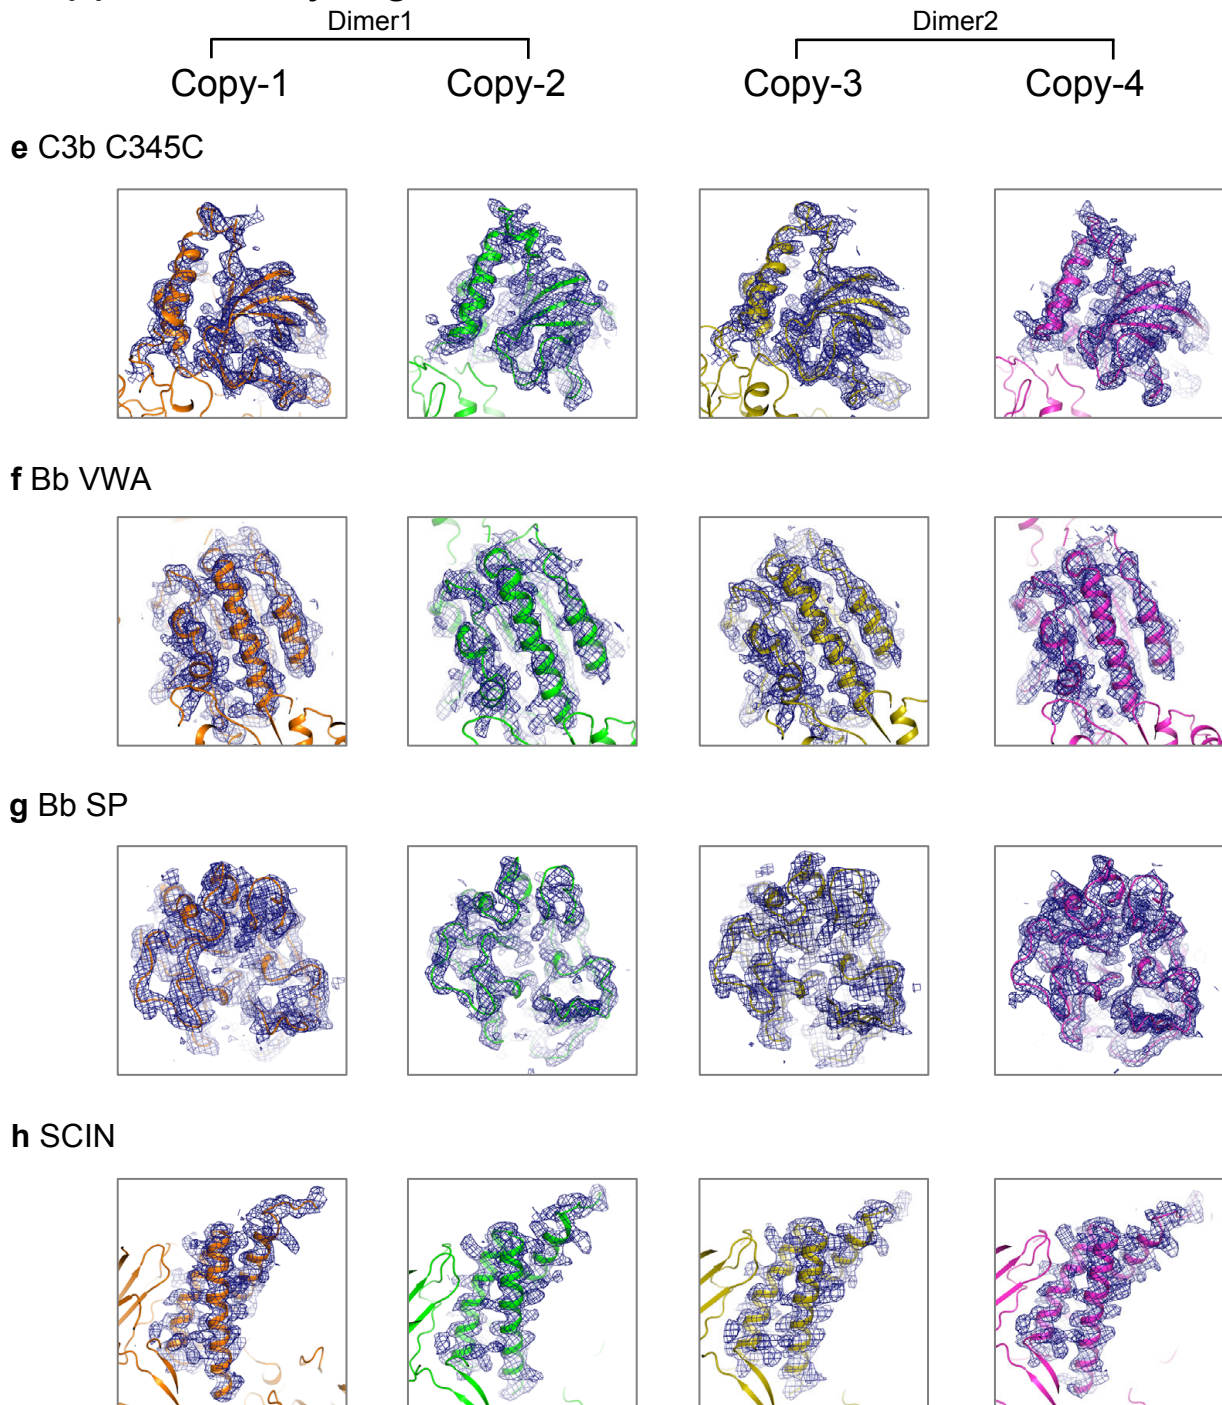 Dimer1 Dimer2
Copy-1 Copy-2 Copy-3 Copy-4
e C3b C345C
f Bb VWA
g Bb SP
h SCIN